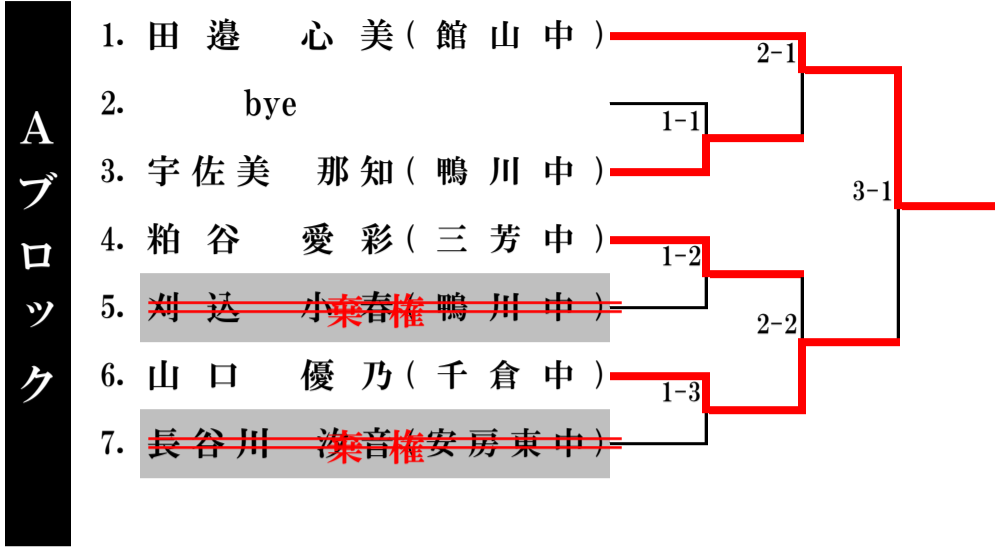 Aブロック
1. 田邉 心美(館山中)
2-1
2. bye
1-1
3. 宇佐美 那知(鴨川中)
3-1
4. 粕谷 愛彩(三芳中)
1-2
5. 刈込 小春(鴨川中)
棄権
2-2
6. 山口 優乃(千倉中)
1-3
7. 長谷川 音(安房東中)
棄権